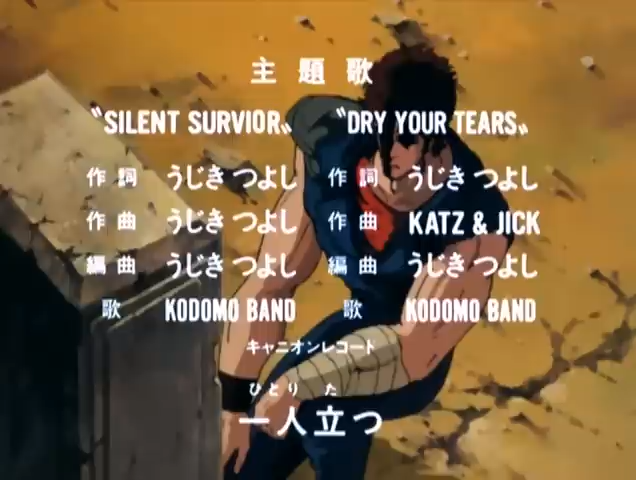 主題歌
〝SILENT SURVIOR〟 〝DRY YOUR TEARS〟
作詞 うじきつよし 作詞 うじきつよし
作曲 うじきつよし 作曲 KATZ & JICK
編曲 うじきつよし 編曲 うじきつよし
歌 KODOMO BAND 歌 KODOMO BAND
キャニオンレコード
ひとり た
一人立つ